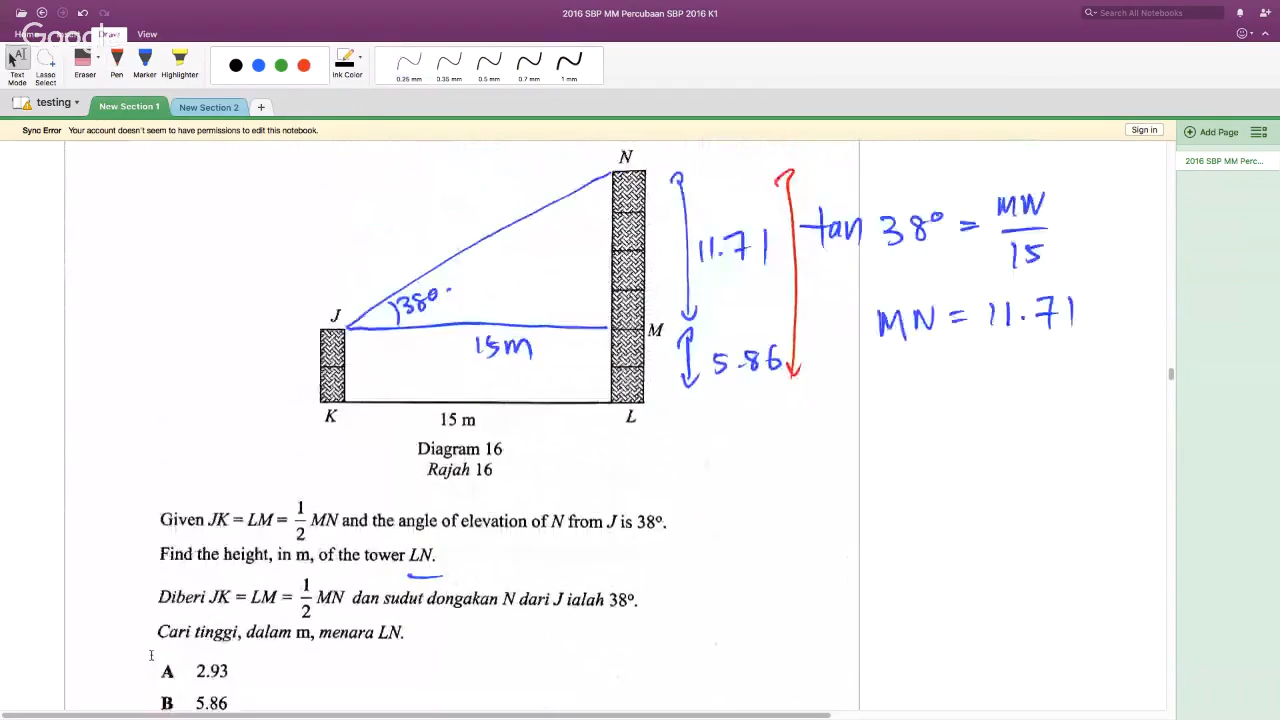 2016 SBP MM Percubaan SBP 2016 K1
Search All Notebooks
Google
View
Text Mode
Lasso Select
Eraser
Pen
Marker
Highlighter
Ink Color
0.25 mm
0.35 mm
0.5 mm
0.7 mm
1 mm
testing
New Section 1
New Section 2
Sync Error Your account doesn't seem to have permissions to edit this notebook.
Sign in
Add Page
2016 SBP MM Perc...
N
J
M
K
L
38°
15m
11.71
5.86
tan 38° = MN/15
MN = 11.71
15 m
Diagram 16
Rajah 16
Given JK = LM = 1/2 MN and the angle of elevation of N from J is 38°.
Find the height, in m, of the tower LN.
Diberi JK = LM = 1/2 MN dan sudut dongakan N dari J ialah 38°.
Cari tinggi, dalam m, menara LN.
A 2.93
B 5.86